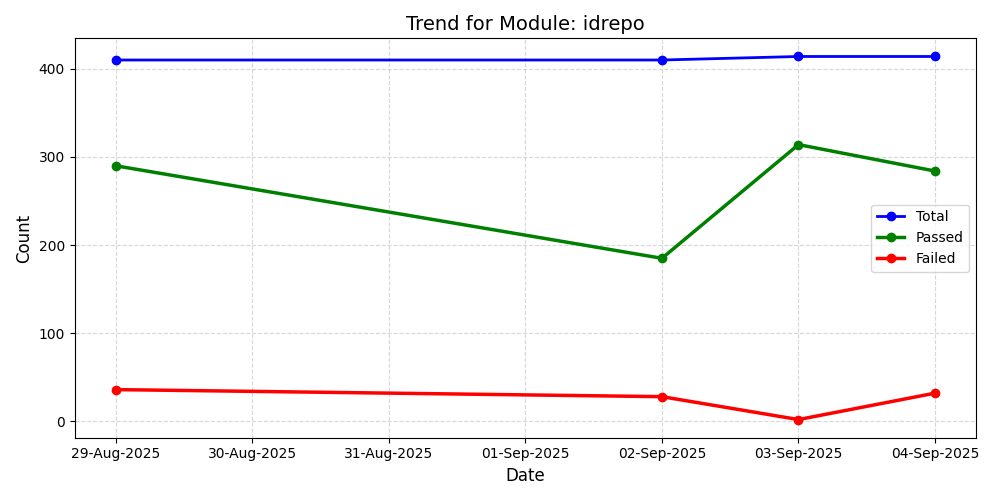 Trend for Module: idrepo
Count
400
300
200
100
0
Total
Passed
Failed
29-Aug-2025 30-Aug-2025 31-Aug-2025 01-Sep-2025 02-Sep-2025 03-Sep-2025 04-Sep-2025
Date